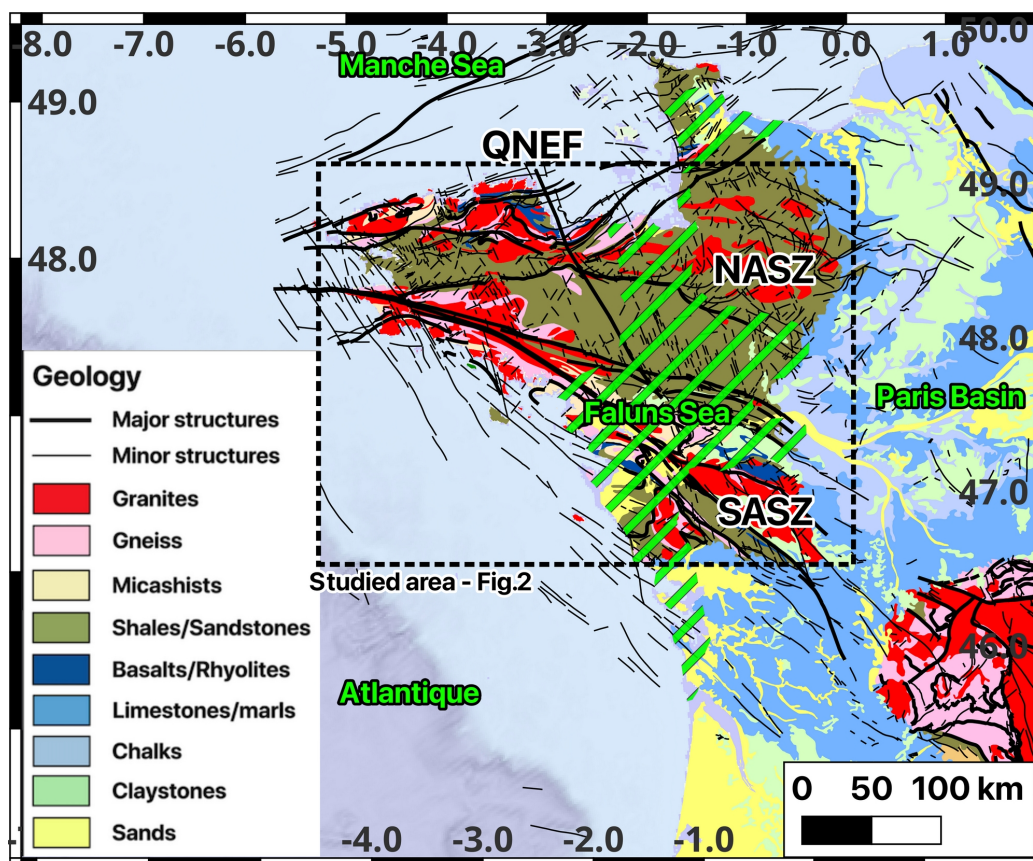 -8.0 -7.0 -6.0 -5.0 -4.0 -3.0 -2.0 -1.0 0.0 1.0 50.0
Manche Sea
49.0
QNEF
49.0
48.0
NASZ
48.0
Geology
Major structures
Minor structures
Granites
Gneiss
Micashists
Shales/Sandstones
Basalts/Rhyolites
Limestones/marls
Chalks
Claystones
Sands
Paris Basin
Faluns Sea
47.0
SASZ
Studied area - Fig.2
46.0
Atlantique
0 50 100 km
-4.0 -3.0 -2.0 -1.0